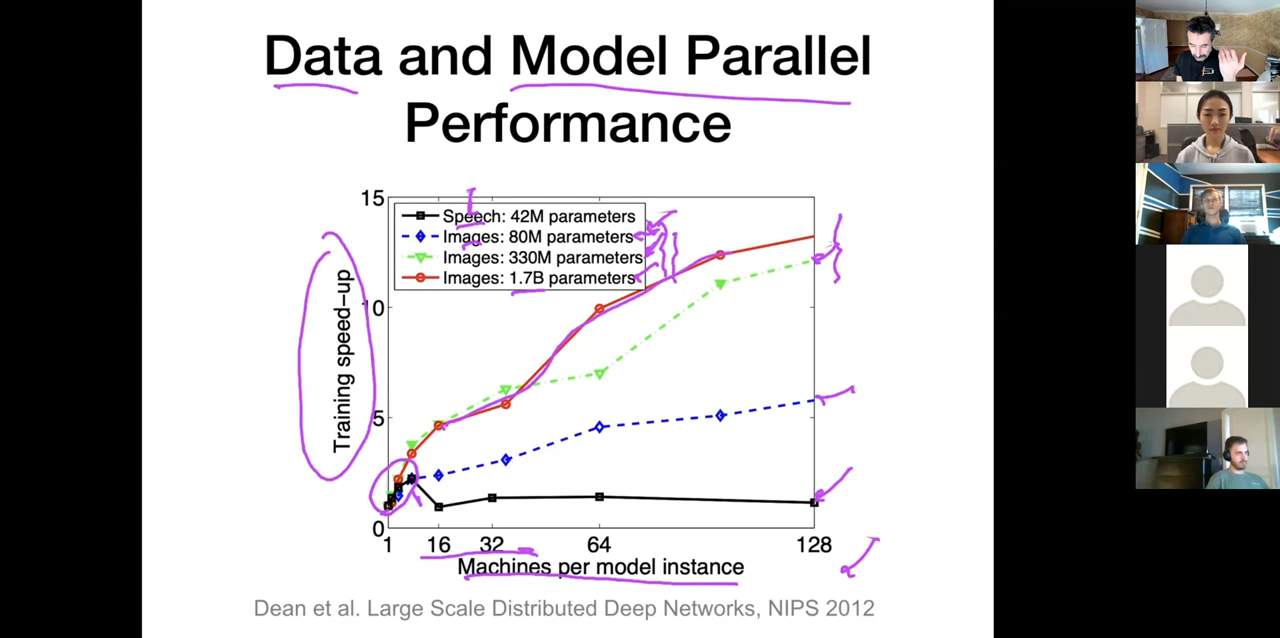 Data and Model Parallel
Performance
15
10
5
0
Training speed-up
Speech: 42M parameters
Images: 80M parameters
Images: 330M parameters
Images: 1.7B parameters
1 16 32 64 128
Machines per model instance
Dean et al. Large Scale Distributed Deep Networks, NIPS 2012